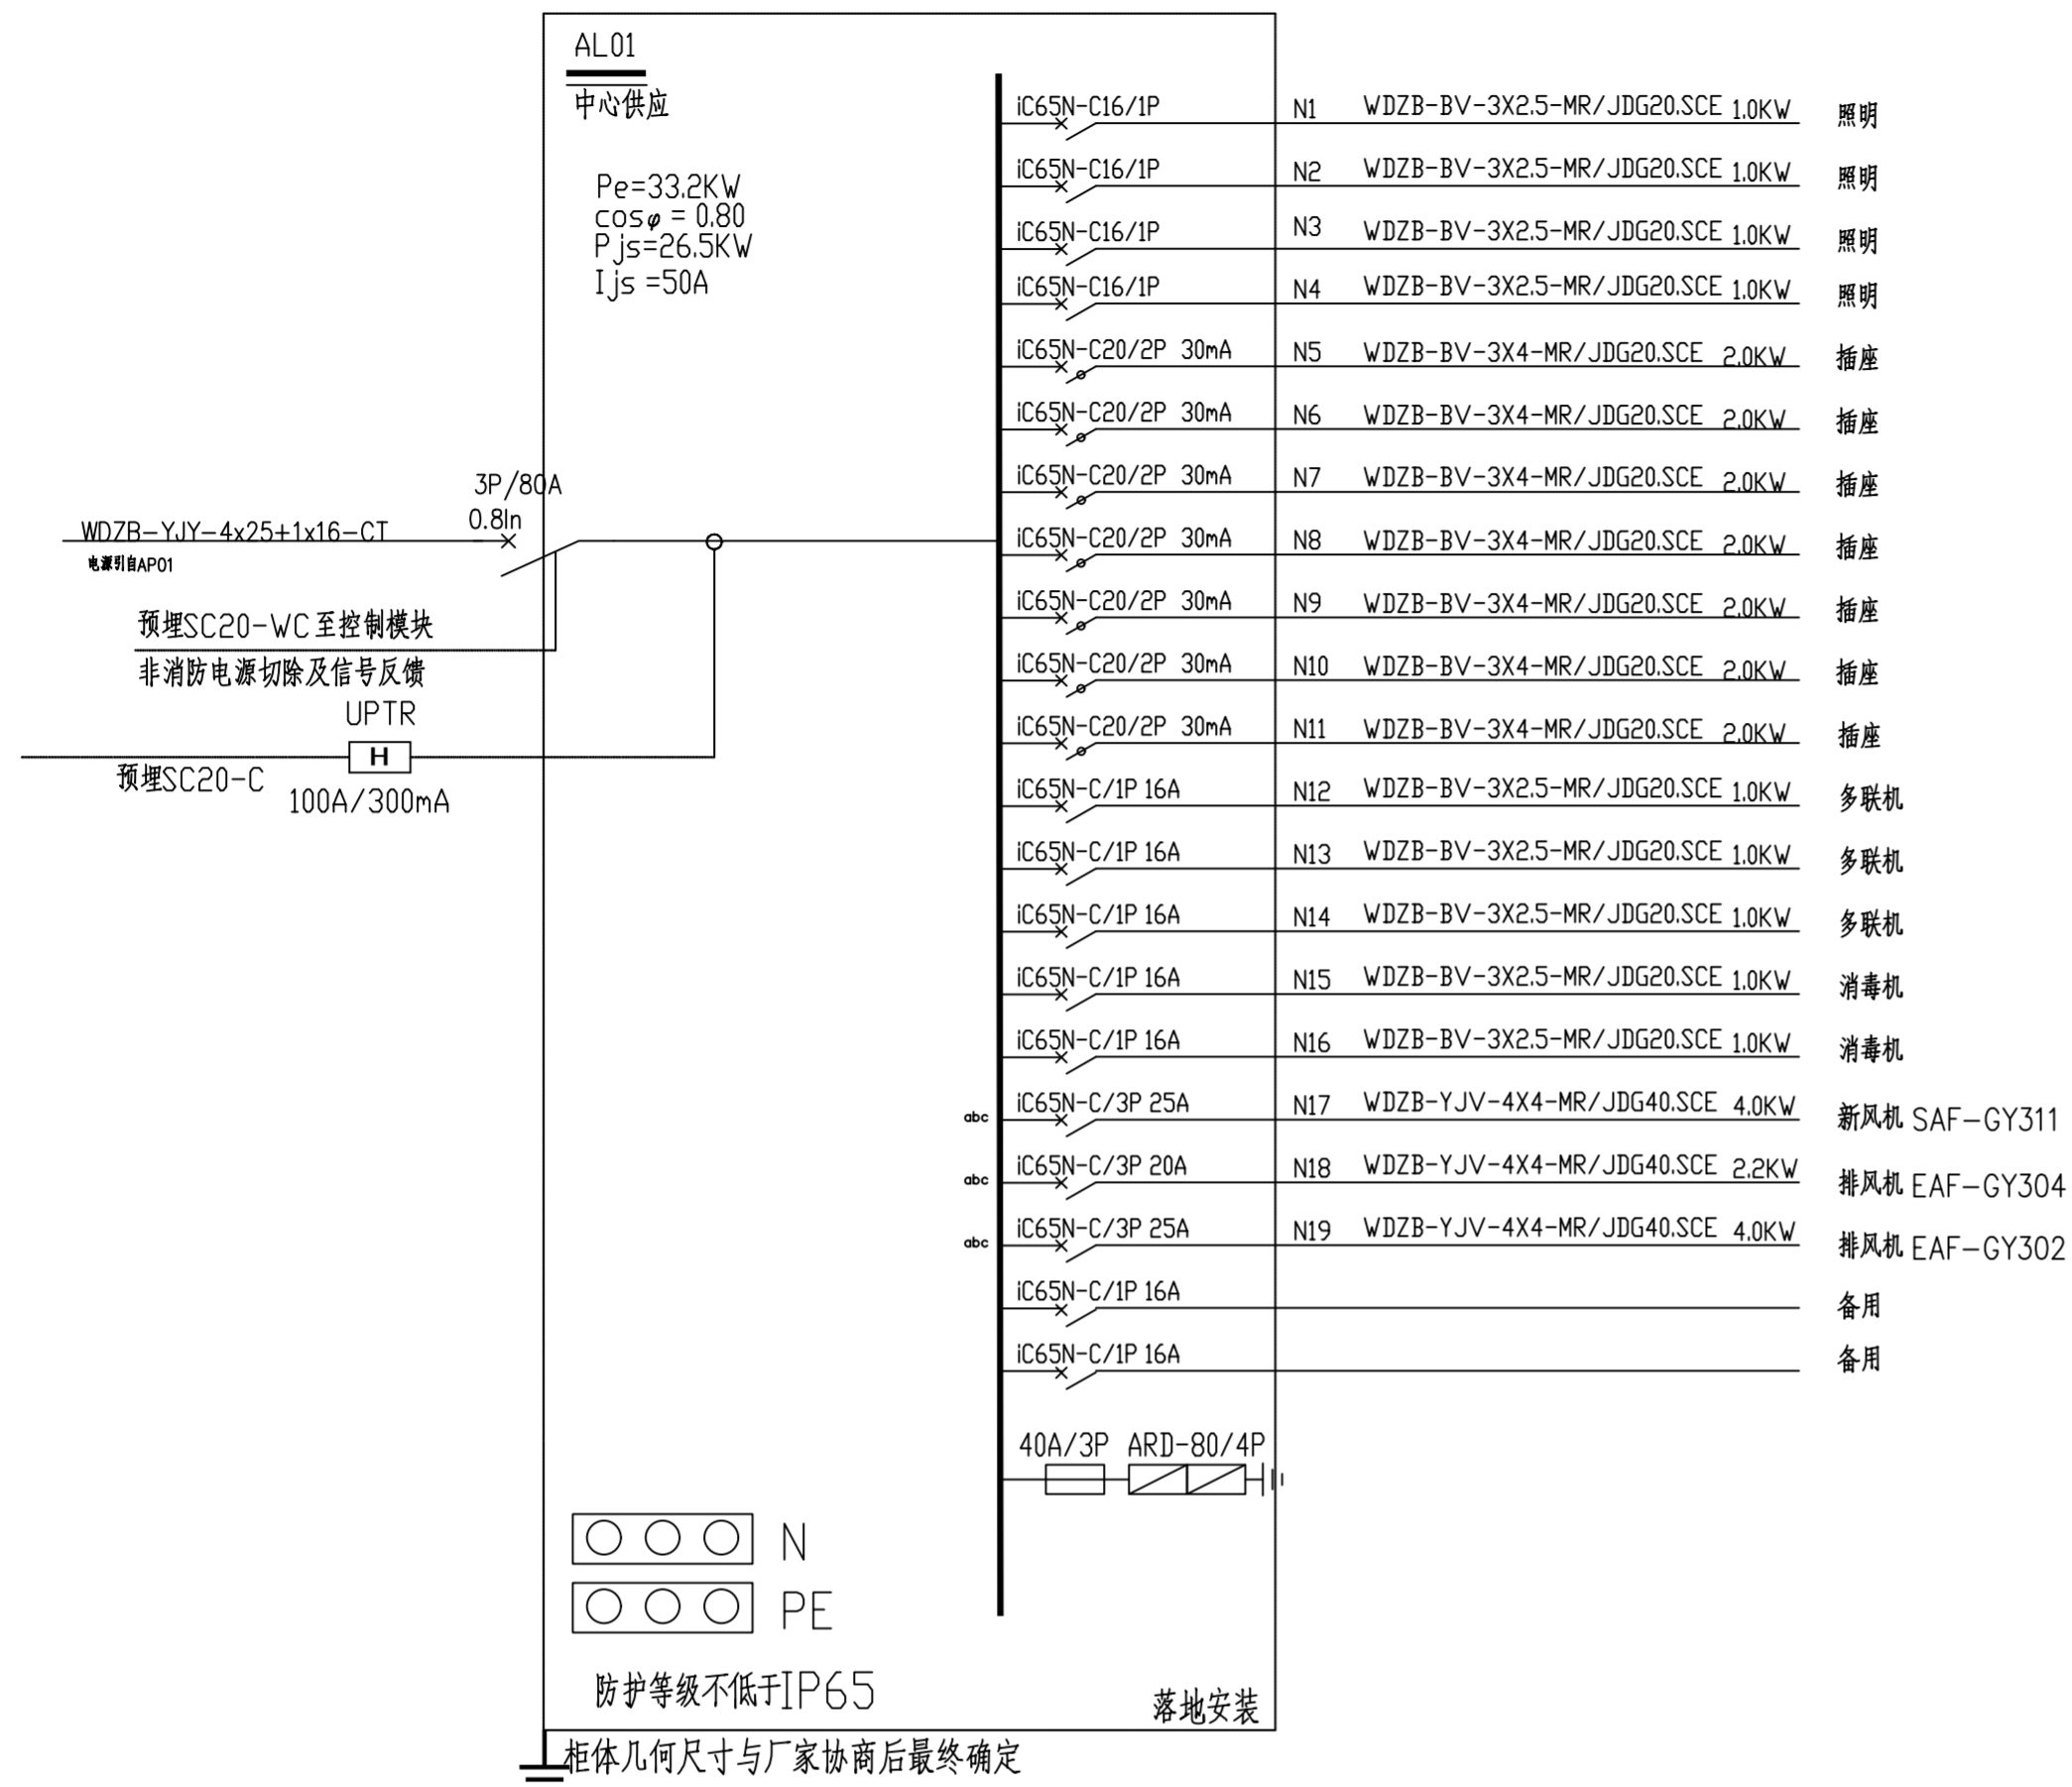 AL01
中心供应
Pe=33.2KW
cosφ = 0.80
Pjs=26.5KW
Ijs =50A
3P/80A
0.8In
WDZB-YJY-4x25+1x16-CT
电源引自AP01
预埋SC20-WC至控制模块
非消防电源切除及信号反馈
UPTR
H
预埋SC20-C
100A/300mA
iC65N-C16/1P N1 WDZB-BV-3X2.5-MR/JDG20.SCE 1.0KW 照明
iC65N-C16/1P N2 WDZB-BV-3X2.5-MR/JDG20.SCE 1.0KW 照明
iC65N-C16/1P N3 WDZB-BV-3X2.5-MR/JDG20.SCE 1.0KW 照明
iC65N-C16/1P N4 WDZB-BV-3X2.5-MR/JDG20.SCE 1.0KW 照明
iC65N-C20/2P 30mA N5 WDZB-BV-3X4-MR/JDG20.SCE 2.0KW 插座
iC65N-C20/2P 30mA N6 WDZB-BV-3X4-MR/JDG20.SCE 2.0KW 插座
iC65N-C20/2P 30mA N7 WDZB-BV-3X4-MR/JDG20.SCE 2.0KW 插座
iC65N-C20/2P 30mA N8 WDZB-BV-3X4-MR/JDG20.SCE 2.0KW 插座
iC65N-C20/2P 30mA N9 WDZB-BV-3X4-MR/JDG20.SCE 2.0KW 插座
iC65N-C20/2P 30mA N10 WDZB-BV-3X4-MR/JDG20.SCE 2.0KW 插座
iC65N-C20/2P 30mA N11 WDZB-BV-3X4-MR/JDG20.SCE 2.0KW 插座
iC65N-C/1P 16A N12 WDZB-BV-3X2.5-MR/JDG20.SCE 1.0KW 多联机
iC65N-C/1P 16A N13 WDZB-BV-3X2.5-MR/JDG20.SCE 1.0KW 多联机
iC65N-C/1P 16A N14 WDZB-BV-3X2.5-MR/JDG20.SCE 1.0KW 多联机
iC65N-C/1P 16A N15 WDZB-BV-3X2.5-MR/JDG20.SCE 1.0KW 消毒机
iC65N-C/1P 16A N16 WDZB-BV-3X2.5-MR/JDG20.SCE 1.0KW 消毒机
abc iC65N-C/3P 25A N17 WDZB-YJV-4X4-MR/JDG40.SCE 4.0KW 新风机 SAF-GY311
abc iC65N-C/3P 20A N18 WDZB-YJV-4X4-MR/JDG40.SCE 2.2KW 排风机 EAF-GY304
abc iC65N-C/3P 25A N19 WDZB-YJV-4X4-MR/JDG40.SCE 4.0KW 排风机 EAF-GY302
iC65N-C/1P 16A 备用
iC65N-C/1P 16A 备用
40A/3P ARD-80/4P
N
PE
防护等级不低于IP65
落地安装
柜体几何尺寸与厂家协商后最终确定